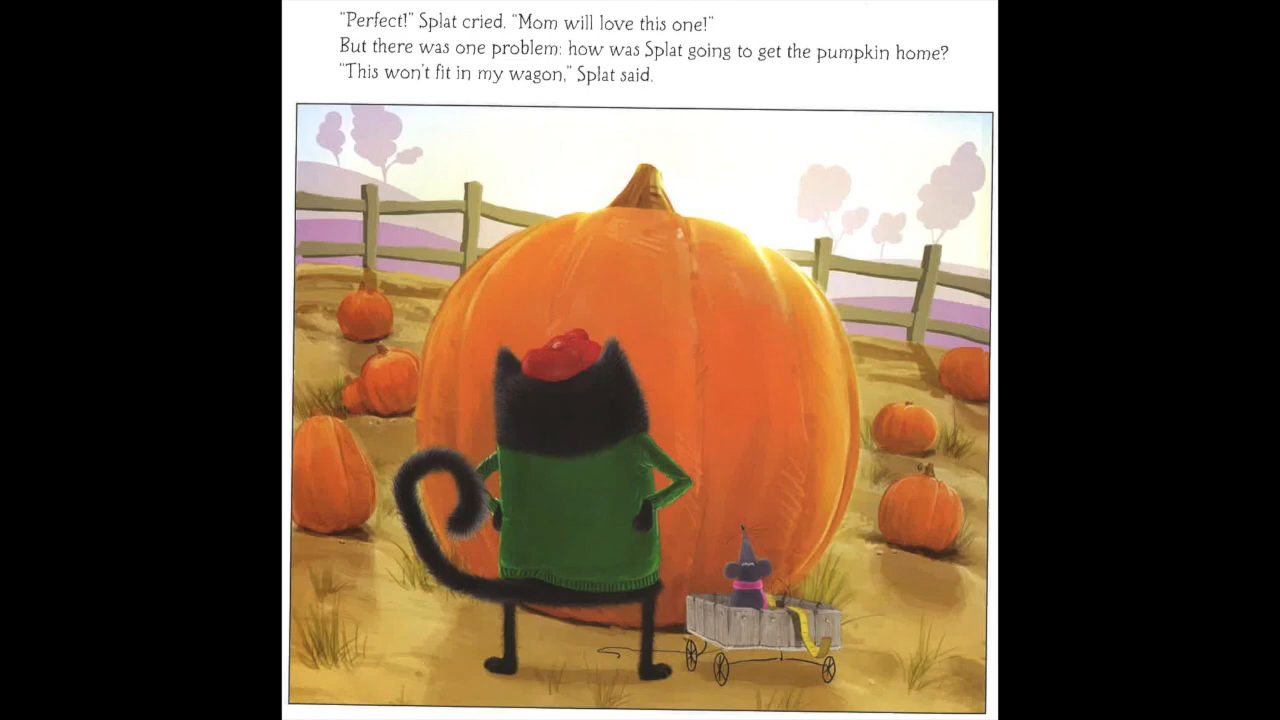 “Perfect!” Splat cried. “Mom will love this one!”
But there was one problem: how was Splat going to get the pumpkin home?
“This won’t fit in my wagon,” Splat said.